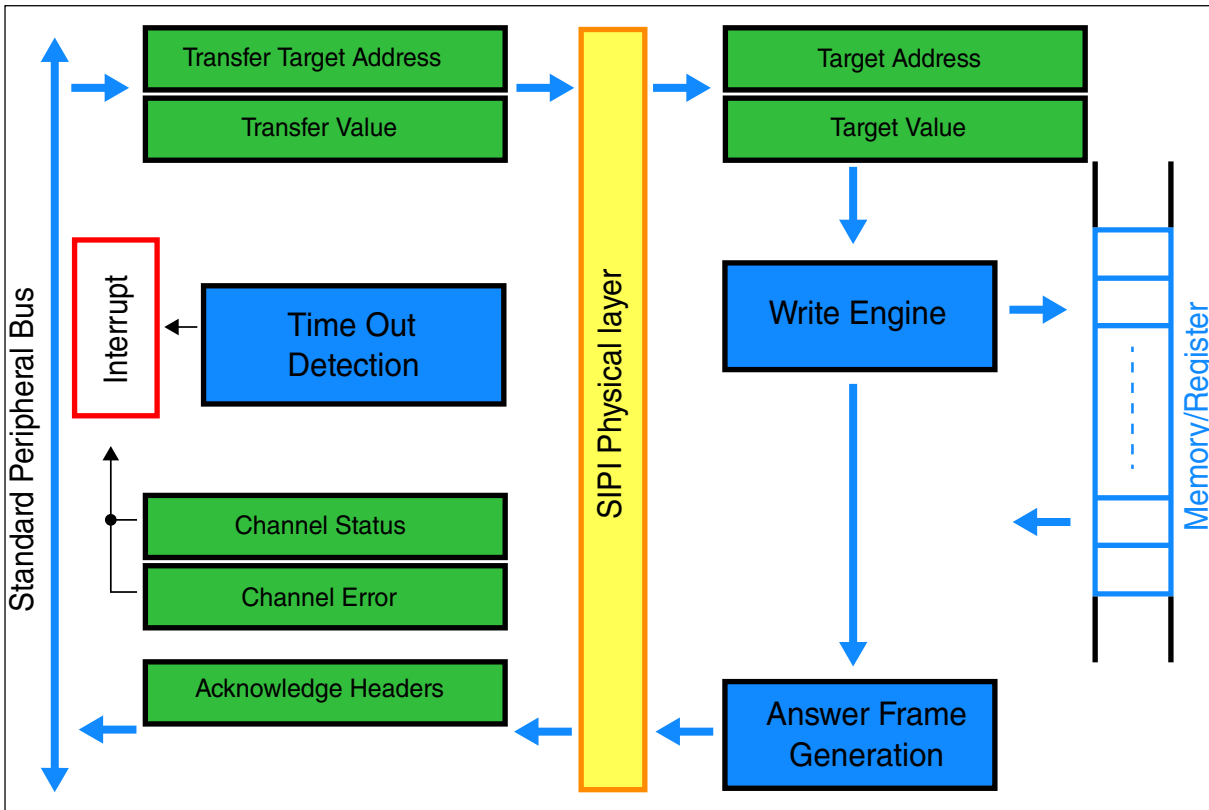 Transfer Target Address
Transfer Value
Target Address
Target Value
Standard Peripheral Bus
Interrupt
Time Out
Detection
SIPI Physical layer
Write Engine
Memory/Register
Channel Status
Channel Error
Acknowledge Headers
Answer Frame
Generation